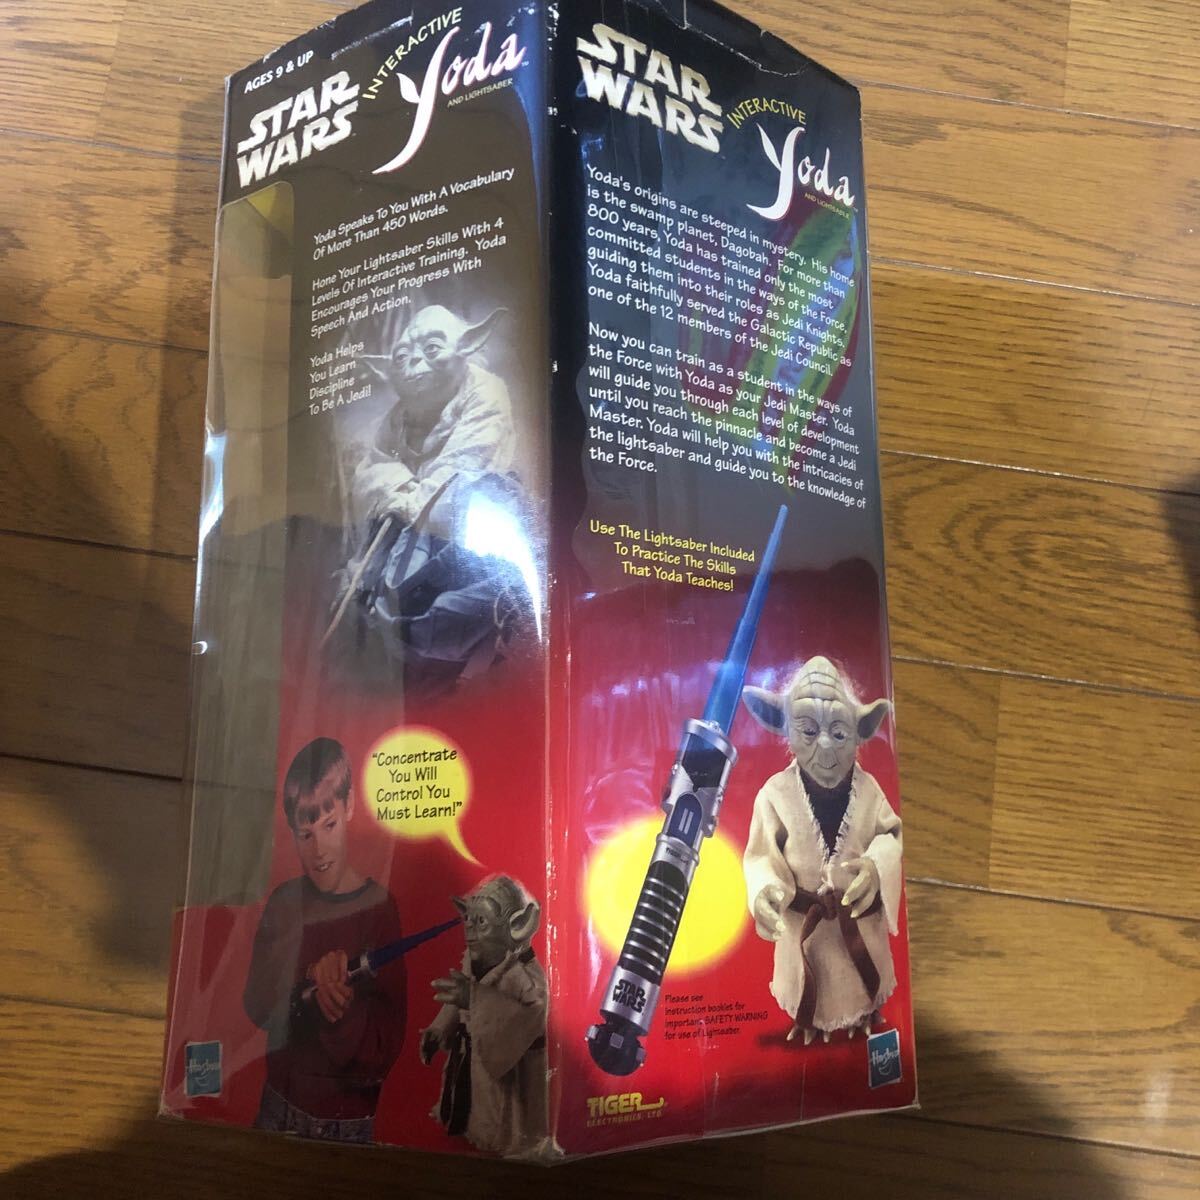 AGES 9 & UP
STAR
WARS
INTERACTIVE
Yoda™
AND LIGHTSABER
Yoda Speaks To You With A Vocabulary
Of More Than 450 Words.
Hone Your Lightsaber Skills With 4
Levels Of Interactive Training. Yoda
Encourages Your Progress With
Speech And Action.
Yoda Helps
You Learn
Discipline
To Be A Jedi!
"Concentrate
You Will
Control You
Must Learn!"
Hasbro
STAR
WARS
INTERACTIVE
Yoda™
AND LIGHTSABER
Yoda's origins are steeped in mystery. His home
is the swamp planet, Dagobah. For more than
800 years, Yoda has trained only the most
committed students in the ways of the Force,
guiding them into their roles as Jedi Knights.
Yoda faithfully served the Galactic Republic as
one of the 12 members of the Jedi Council.
Now you can train as a student in the ways of
the Force with Yoda as your Jedi Master. Yoda
will guide you through each level of development
until you reach the pinnacle and become a Jedi
Master. Yoda will help you with the intricacies of
the lightsaber and guide you to the knowledge of
the Force.
Use The Lightsaber Included
To Practice The Skills
That Yoda Teaches!
STAR
WARS
Please see
instruction booklet for
important SAFETY WARNING
for use of Lightsaber.
TIGER
ELECTRONICS, LTD.
Hasbro